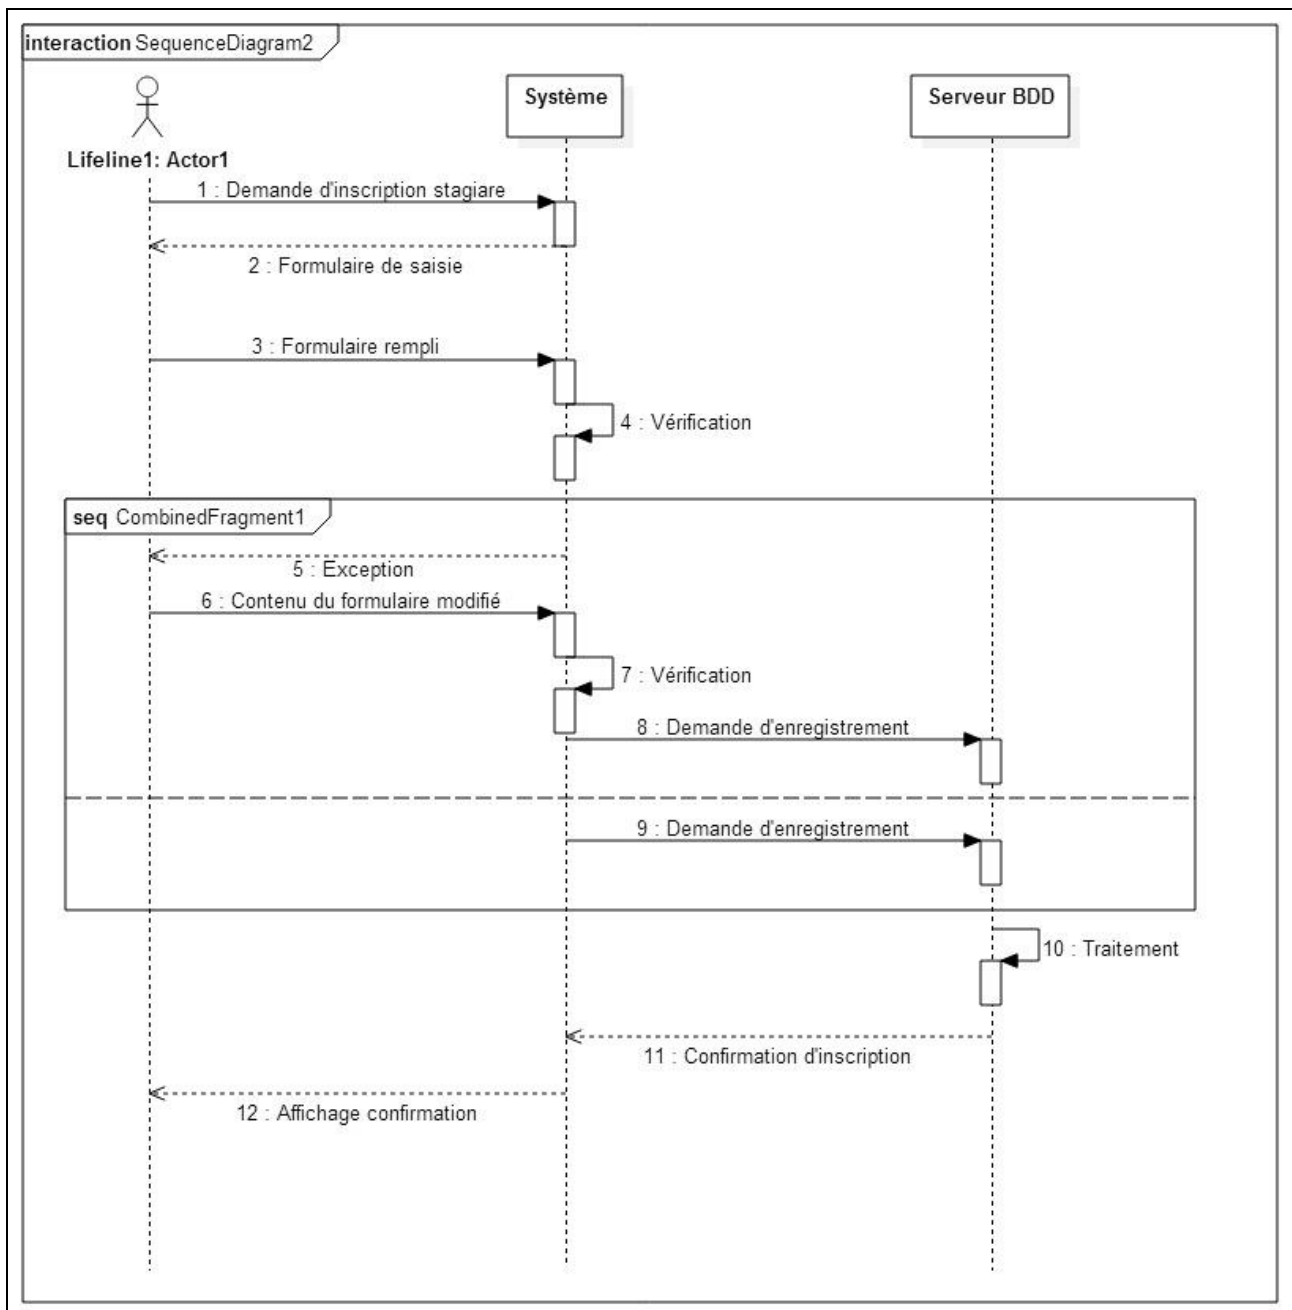 interaction SequenceDiagram2
Système
Serveur BDD
Lifeline1: Actor1
1 : Demande d'inscription stagiare
2 : Formulaire de saisie
3 : Formulaire rempli
4 : Vérification
seq CombinedFragment1
5 : Exception
6 : Contenu du formulaire modifié
7 : Vérification
8 : Demande d'enregistrement
9 : Demande d'enregistrement
10 : Traitement
11 : Confirmation d'inscription
12 : Affichage confirmation